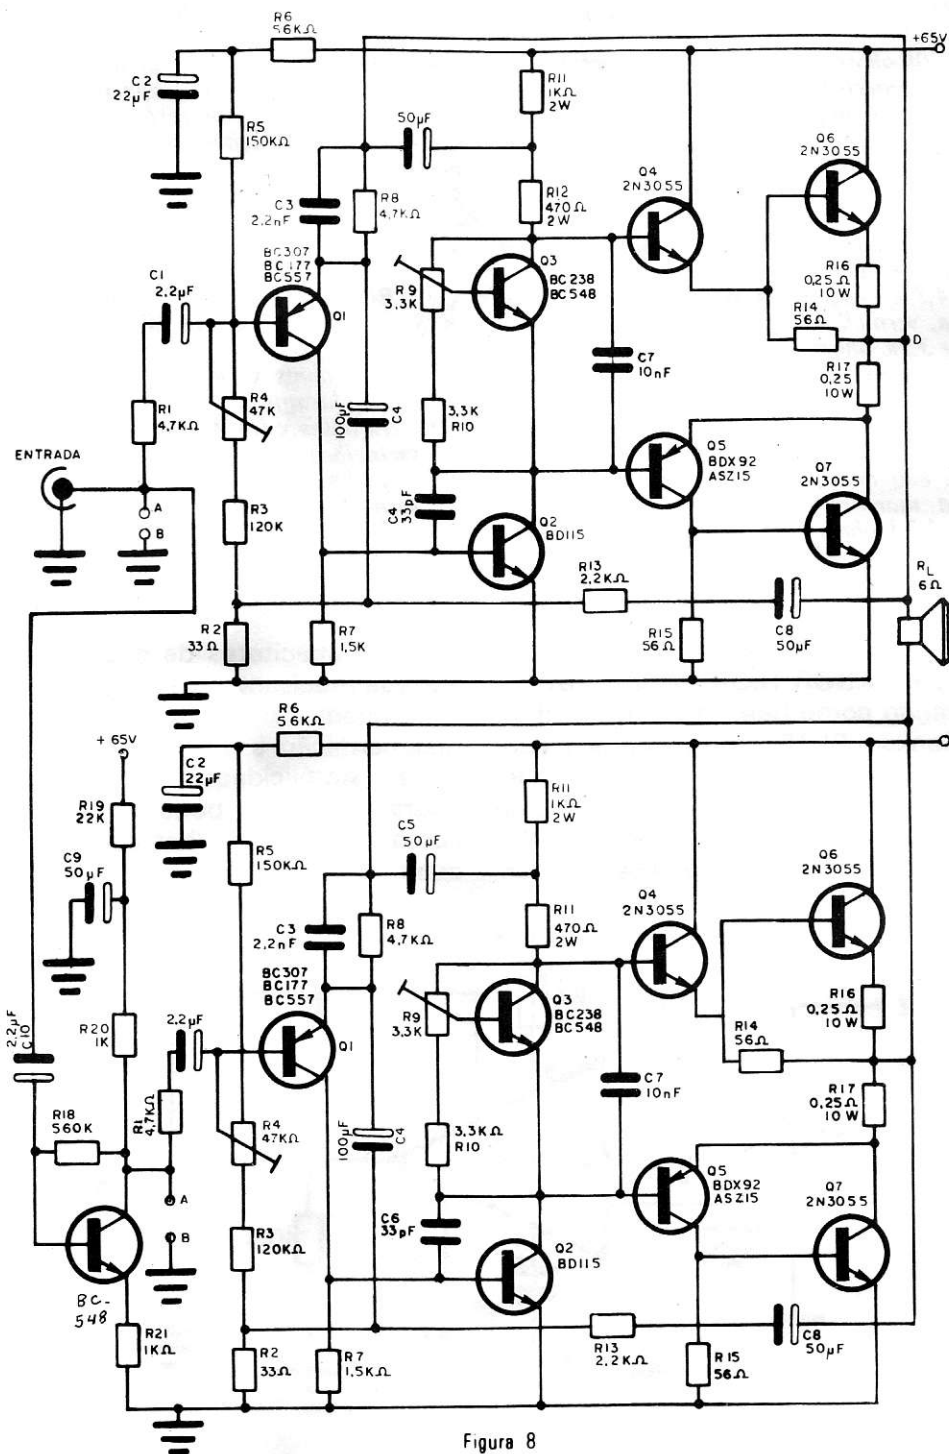 R6
56KΩ
+65V
C2
22µF
R11
1KΩ
2W
R5
150KΩ
50µF
Q6
2N3055
Q4
2N3055
R12
470Ω
2W
C3
2.2nF
R8
4,7KΩ
BC307
BC177
BC557
Q3
BC238
BC548
R9
3,3K
C1
2,2µF
Q1
R16
0,25Ω
10W
R14
56Ω
D
C7
10nF
R17
0,25
10W
R1
4,7KΩ
R4
47K
100µF
C4
3,3K
R10
Q5
BDX92
ASZ15
Q7
2N3055
ENTRADA
A
B
R3
120K
C4
33pF
Q2
BD115
R13
2,2KΩ
RL
6Ω
R2
33Ω
R7
1,5K
R15
56Ω
C8
50µF
R6
56KΩ
+ 65V
C2
22µF
R19
22K
R11
1KΩ
2W
C9
50µF
R5
150KΩ
C5
50µF
Q6
2N3055
Q4
2N3055
C3
2,2nF
R8
4,7KΩ
R11
470Ω
2W
BC307
BC177
BC557
Q3
BC238
BC548
R9
3,3K
R16
0,25Ω
10W
2,2µF
C10
R20
1K
2,2µF
Q1
R14
56Ω
C7
10nF
R17
0,25Ω
10W
R18
560K
R1
4,7KΩ
R4
47KΩ
100µF
C4
3,3KΩ
R10
Q5
BDX92
ASZ15
Q7
2N3055
A
B
R3
120KΩ
C6
33pF
Q2
BD115
BC-
548
R21
1KΩ
R2
33Ω
R7
1,5KΩ
R13
2,2KΩ
R15
56Ω
C8
50µF
Figura 8